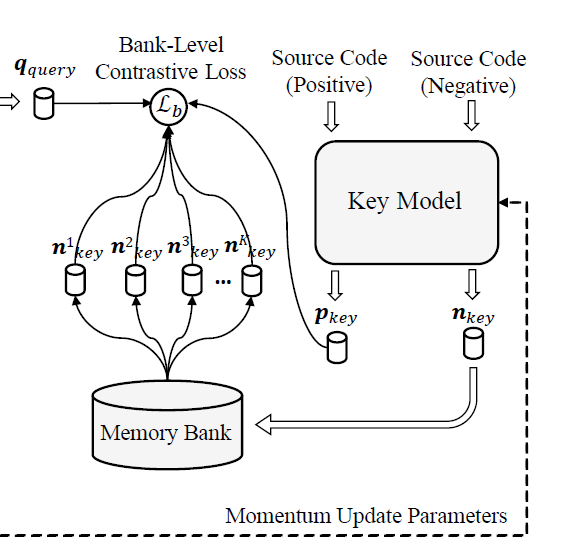 Bank-Level
Contrastive Loss
Source Code
(Positive)
Source Code
(Negative)
q_query
ℒ_b
Key Model
n^1_key n^2_key n^3_key n^K_key
...
p_key
n_key
Memory Bank
Momentum Update Parameters